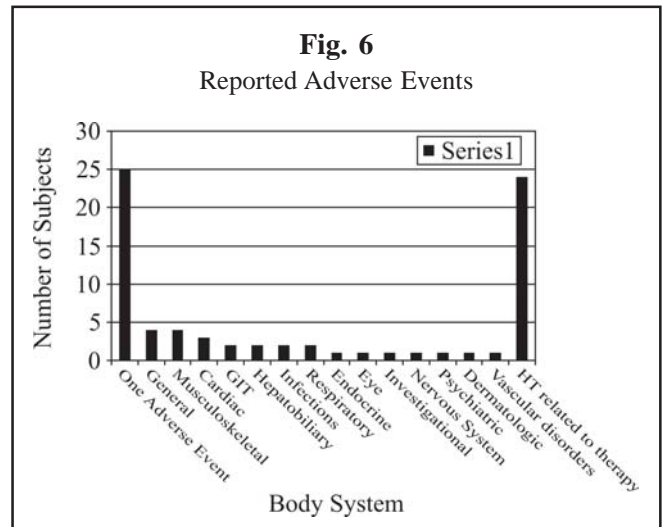 Fig. 6
Reported Adverse Events
Series1
Number of Subjects
30
25
20
15
10
5
0
One Adverse Event
General
Musculoskeletal
Cardiac
GIT
Hepatobiliary
Infections
Respiratory
Endocrine
Eye
Investigational
Nervous System
Psychiatric
Dermatologic
Vascular disorders
HT related to therapy
Body System